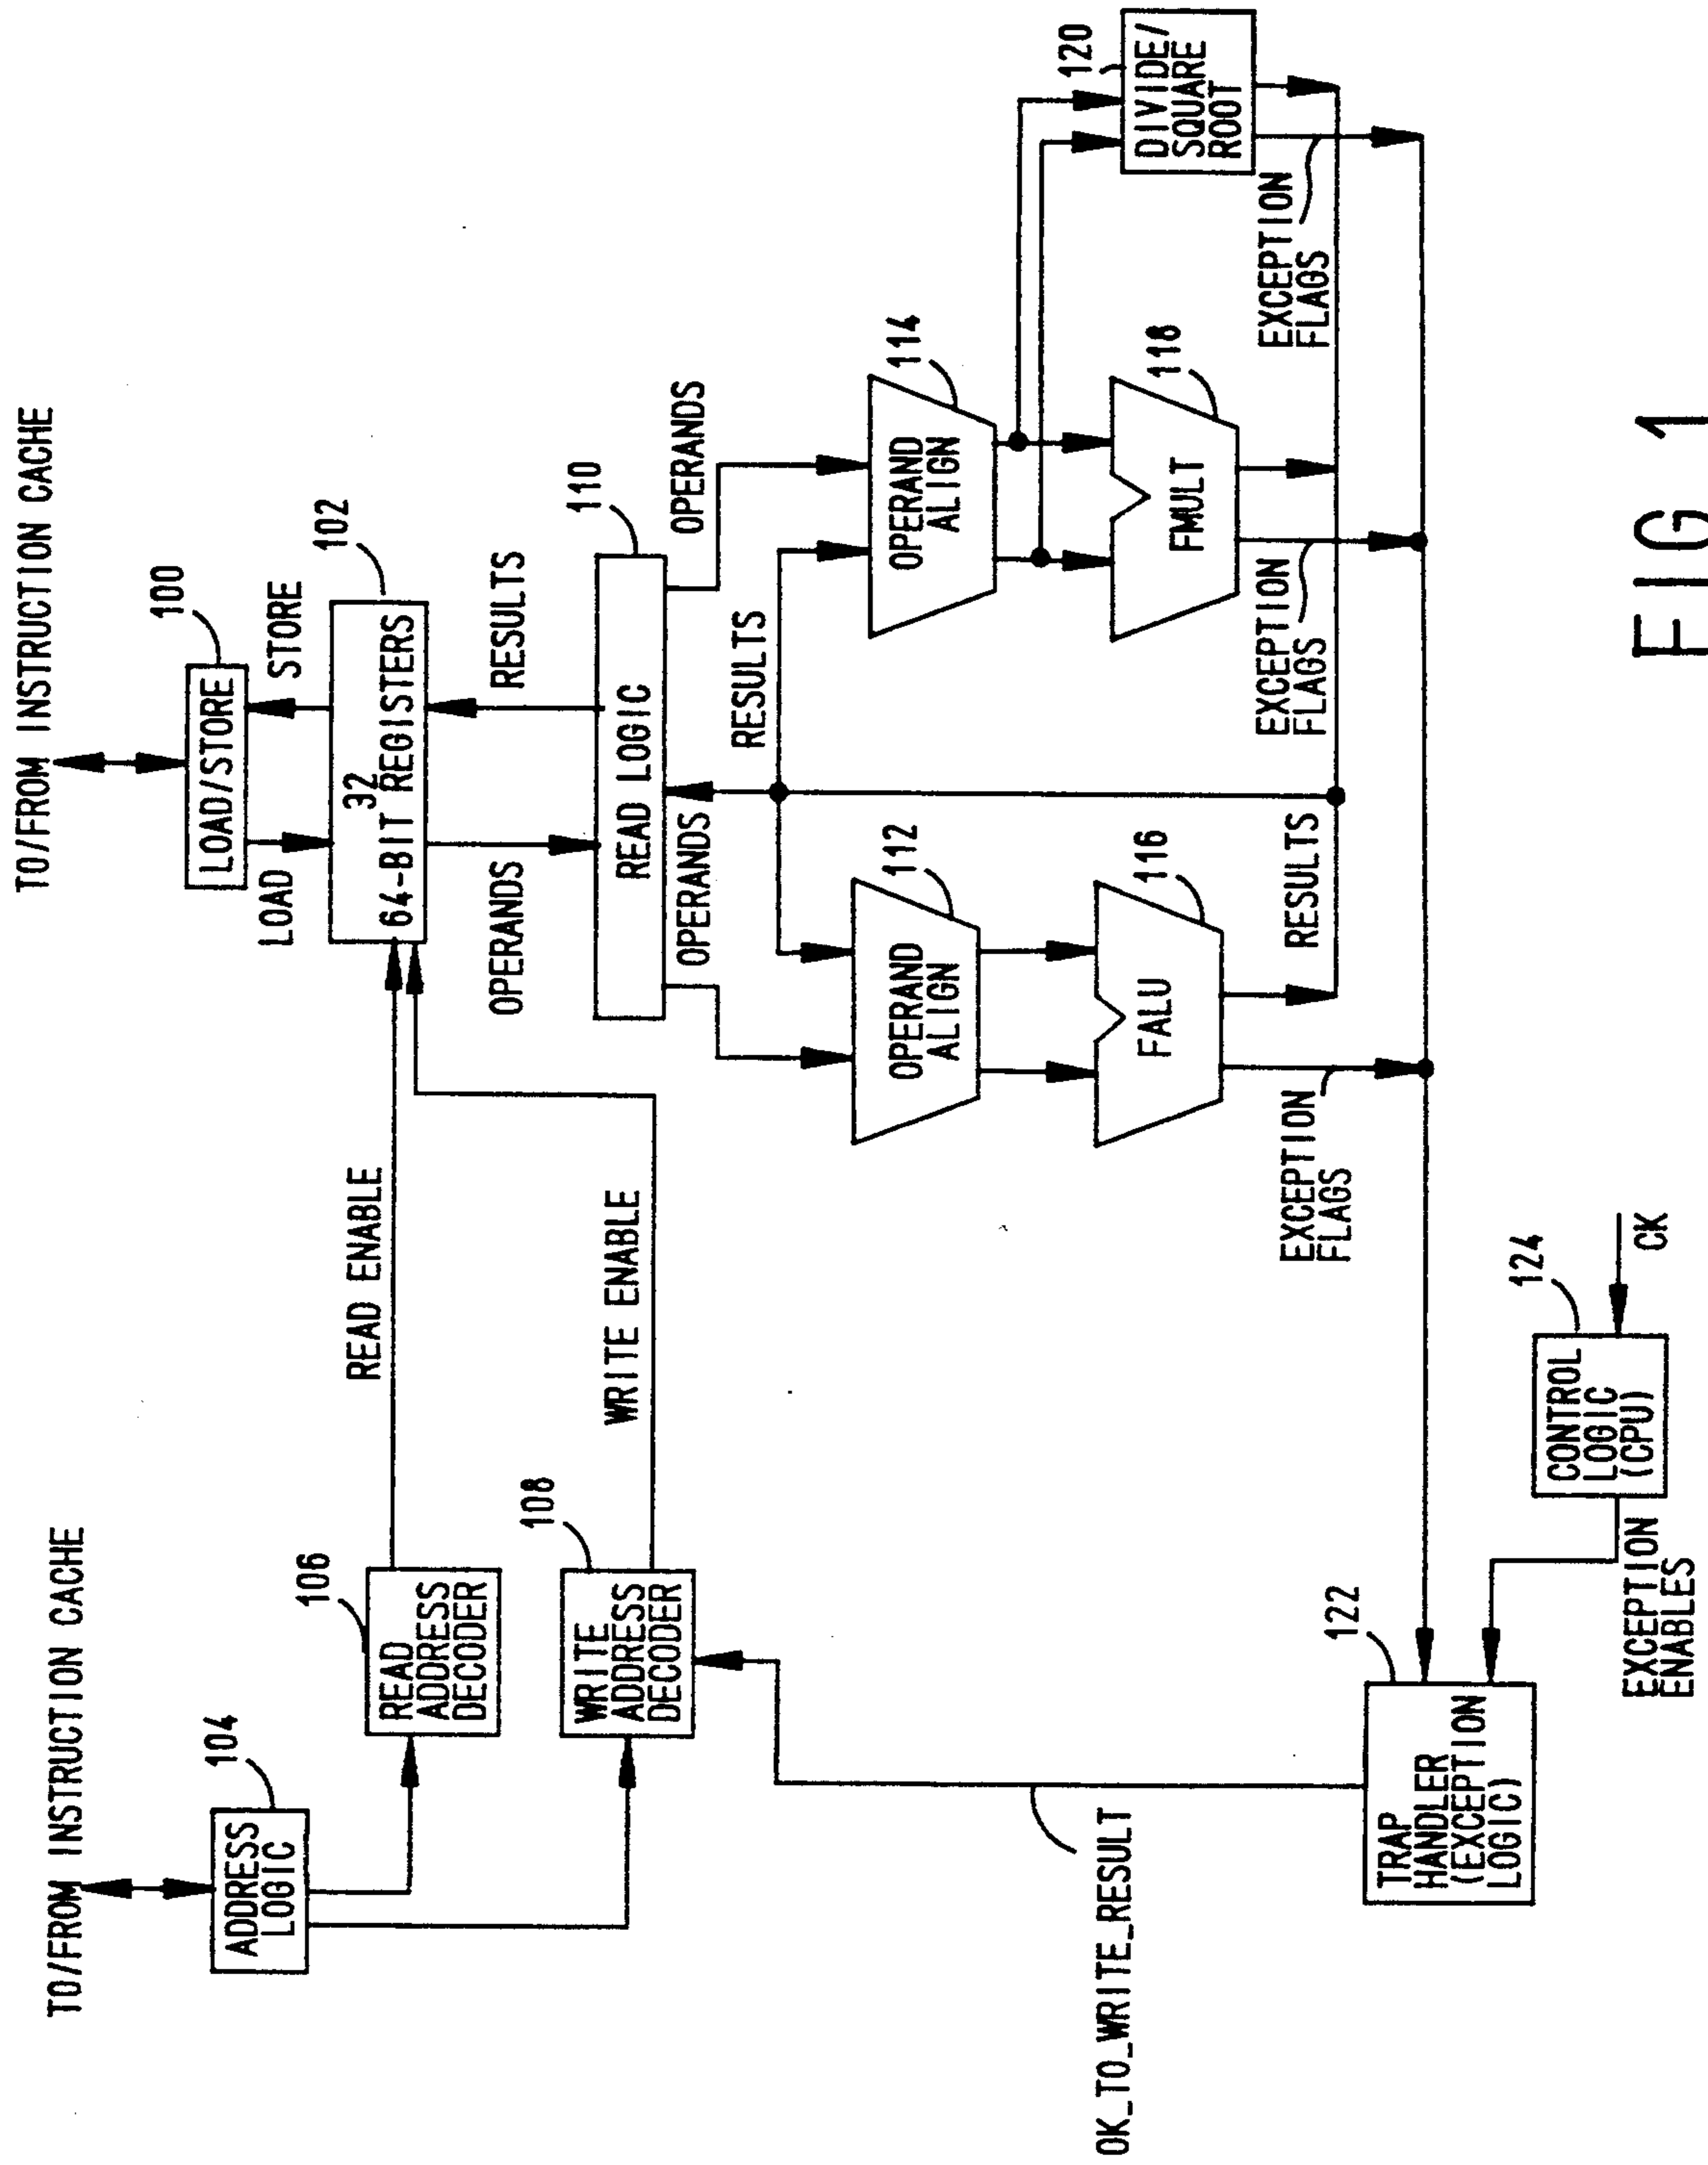 TO/FROM INSTRUCTION CACHE
TO/FROM INSTRUCTION CACHE
104
ADDRESS
LOGIC
100
LOAD/STORE
LOAD
STORE
106
READ
ADDRESS
DECODER
READ ENABLE
102
32
64-BIT REGISTERS
108
WRITE
ADDRESS
DECODER
WRITE ENABLE
OPERANDS
RESULTS
110
READ LOGIC
OPERANDS
RESULTS
OPERANDS
112
OPERAND
ALIGN
114
OPERAND
ALIGN
116
FALU
118
FMULT
120
DIVIDE/
SQUARE
ROOT
OK_TO_WRITE_RESULT
EXCEPTION
FLAGS
RESULTS
EXCEPTION
FLAGS
EXCEPTION
FLAGS
122
TRAP
HANDLER
(EXCEPTION
LOGIC)
124
CONTROL
LOGIC
(CPU)
CK
EXCEPTION
ENABLES
FIG 1